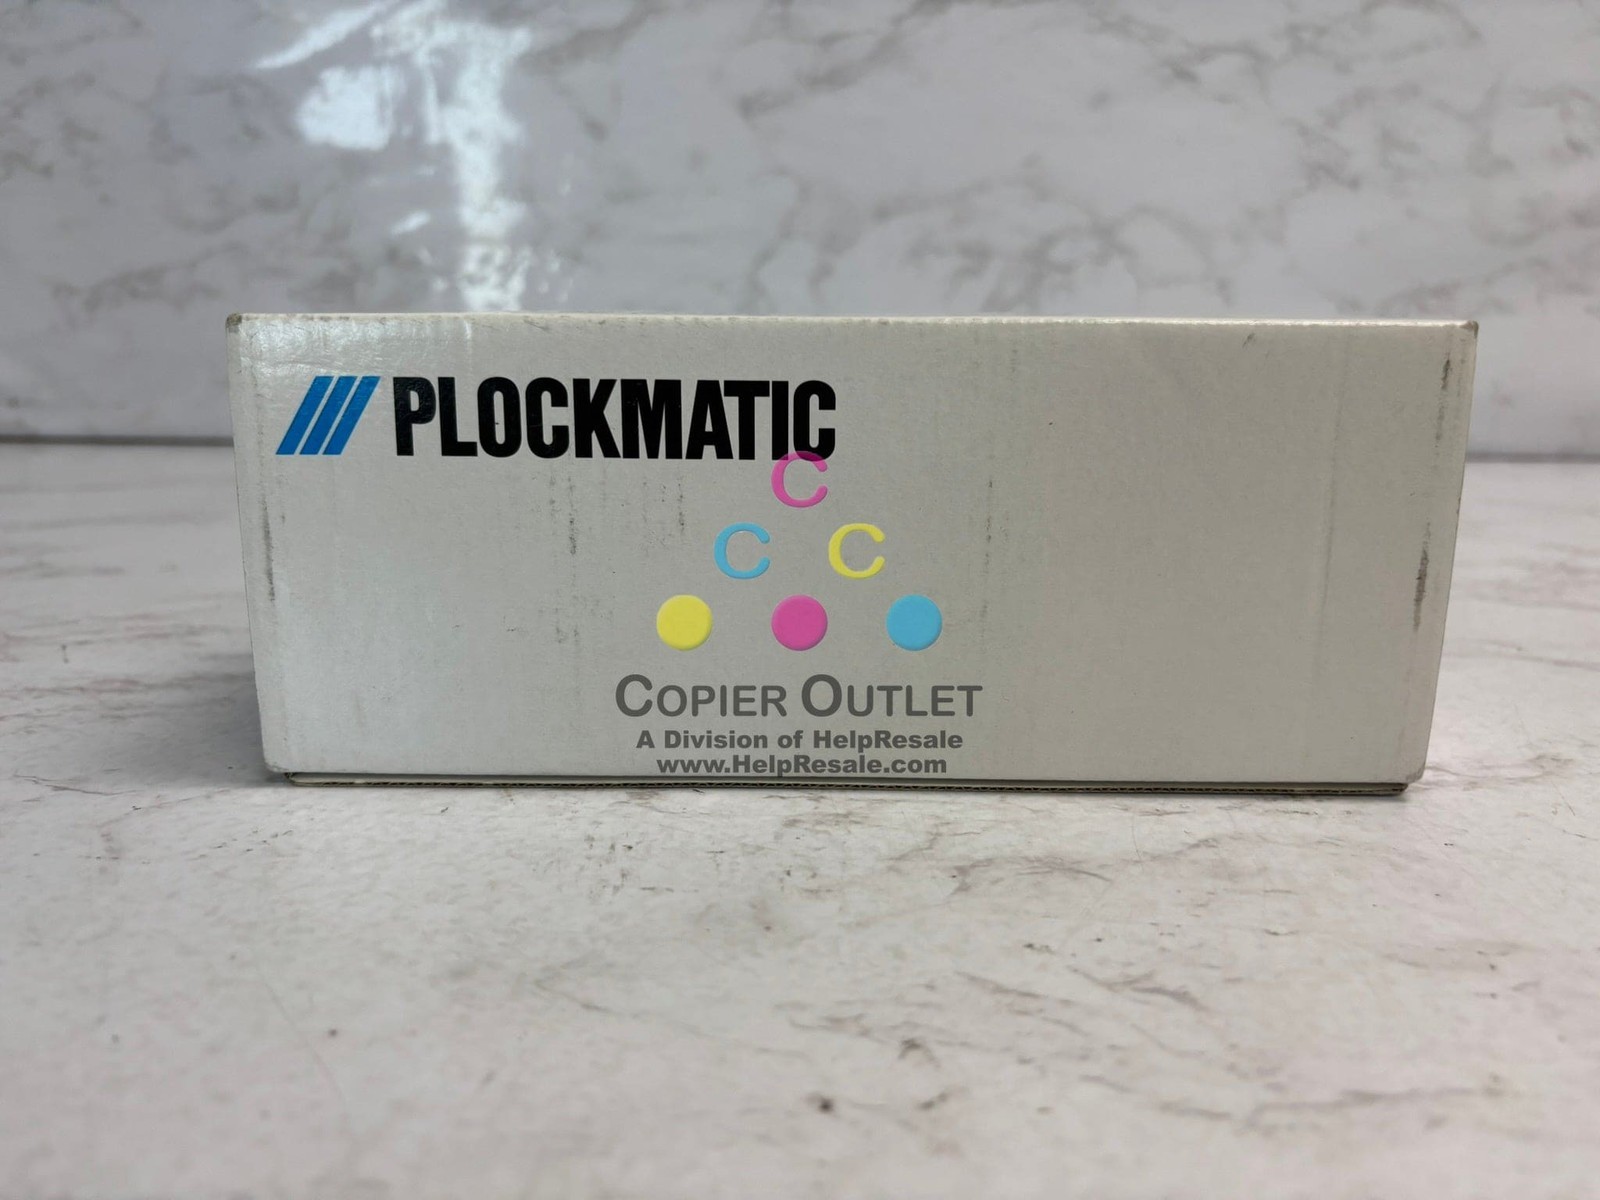 PLOCKMATIC
C
C C
COPIER OUTLET
A Division of HelpResale
www.HelpResale.com